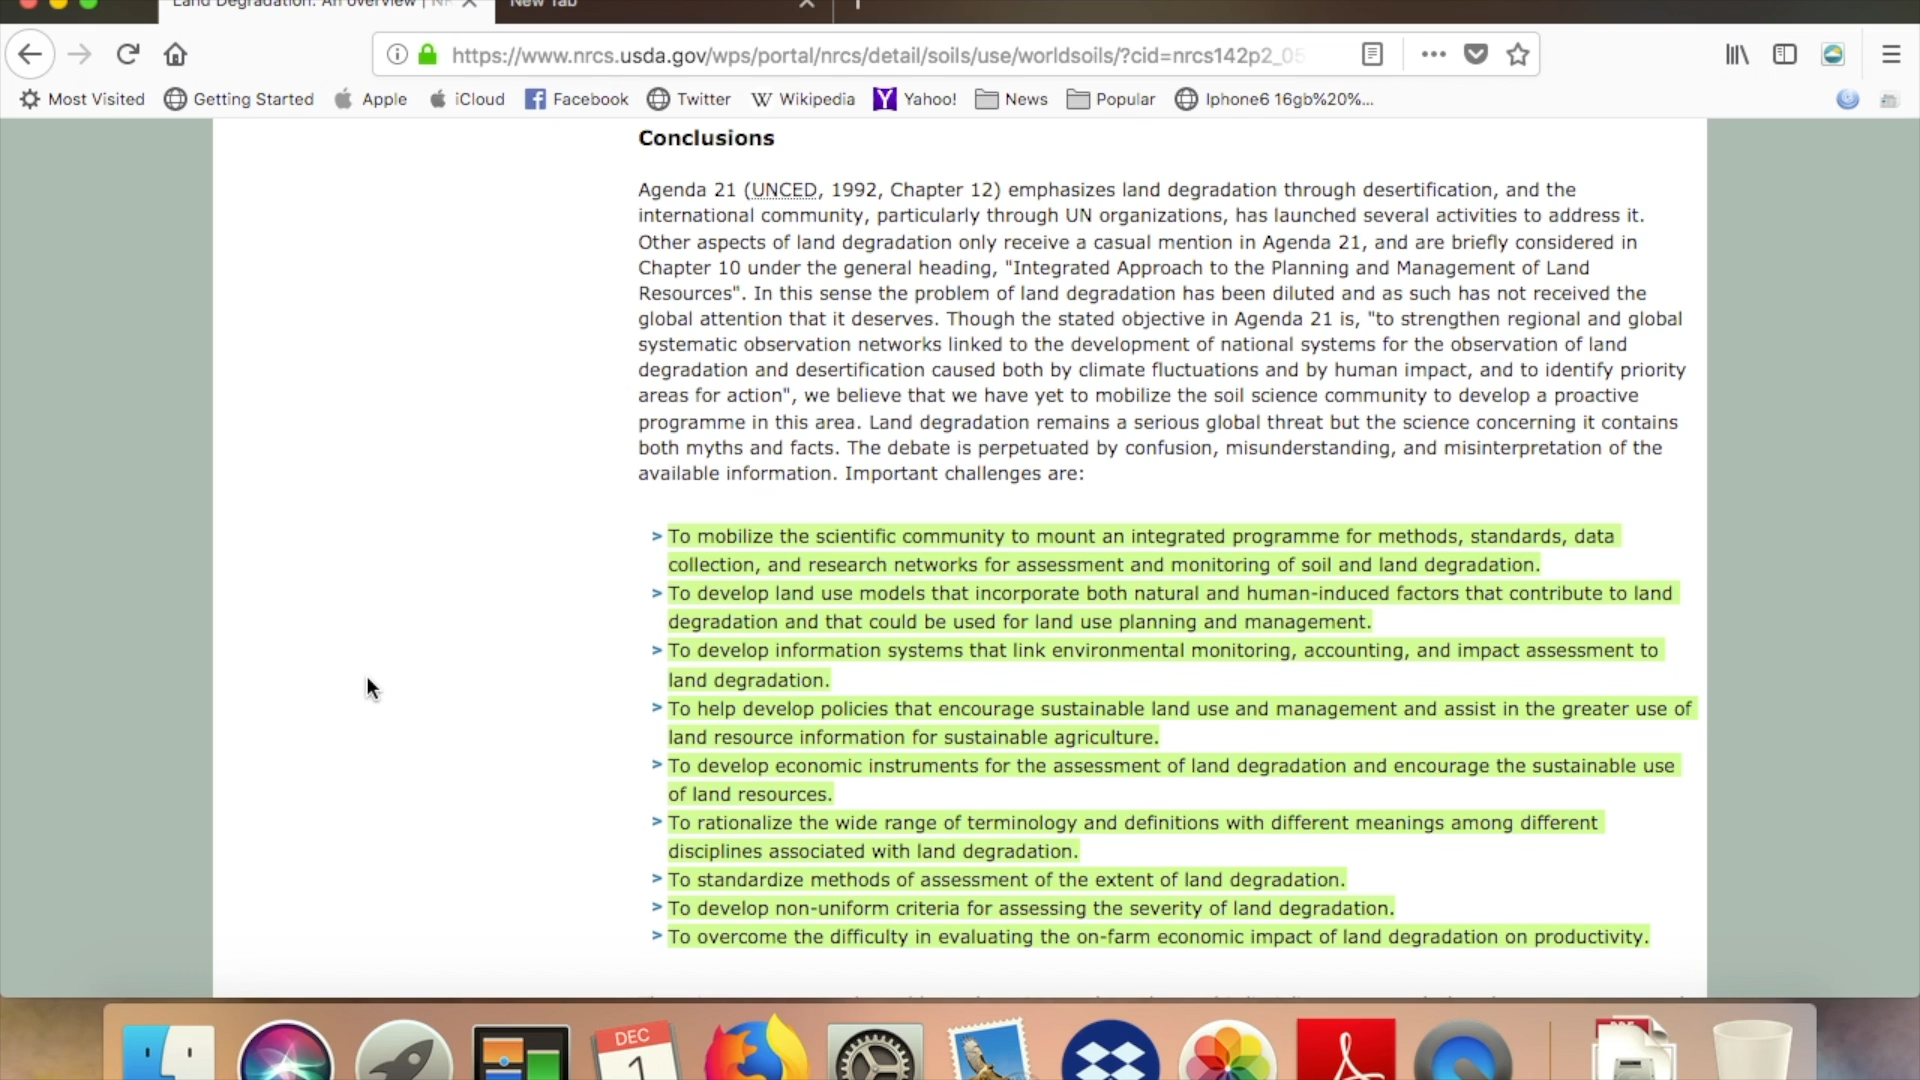 Land Degradation: An overview | NR
New Tab
https://www.nrcs.usda.gov/wps/portal/nrcs/detail/soils/use/worldsoils/?cid=nrcs142p2_05
Most Visited Getting Started Apple iCloud Facebook Twitter Wikipedia Yahoo! News Popular Iphone6 16gb%20%...
Conclusions
Agenda 21 (UNCED, 1992, Chapter 12) emphasizes land degradation through desertification, and the
international community, particularly through UN organizations, has launched several activities to address it.
Other aspects of land degradation only receive a casual mention in Agenda 21, and are briefly considered in
Chapter 10 under the general heading, "Integrated Approach to the Planning and Management of Land
Resources". In this sense the problem of land degradation has been diluted and as such has not received the
global attention that it deserves. Though the stated objective in Agenda 21 is, "to strengthen regional and global
systematic observation networks linked to the development of national systems for the observation of land
degradation and desertification caused both by climate fluctuations and by human impact, and to identify priority
areas for action", we believe that we have yet to mobilize the soil science community to develop a proactive
programme in this area. Land degradation remains a serious global threat but the science concerning it contains
both myths and facts. The debate is perpetuated by confusion, misunderstanding, and misinterpretation of the
available information. Important challenges are:
> To mobilize the scientific community to mount an integrated programme for methods, standards, data
collection, and research networks for assessment and monitoring of soil and land degradation.
> To develop land use models that incorporate both natural and human-induced factors that contribute to land
degradation and that could be used for land use planning and management.
> To develop information systems that link environmental monitoring, accounting, and impact assessment to
land degradation.
> To help develop policies that encourage sustainable land use and management and assist in the greater use of
land resource information for sustainable agriculture.
> To develop economic instruments for the assessment of land degradation and encourage the sustainable use
of land resources.
> To rationalize the wide range of terminology and definitions with different meanings among different
disciplines associated with land degradation.
> To standardize methods of assessment of the extent of land degradation.
> To develop non-uniform criteria for assessing the severity of land degradation.
> To overcome the difficulty in evaluating the on-farm economic impact of land degradation on productivity.
DEC
1